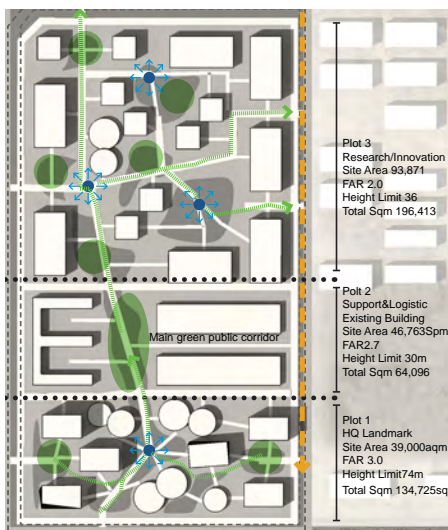 Plot 3
Research/Innovation
Site Area 93,871
FAR 2.0
Height Limit 36
Total Sqm 196,413
Main green public corridor
Polt 2
Support&Logistic
Existing Building
Site Area 46,763Spm
FAR2.7
Height Limit 30m
Total Sqm 64,096
Plot 1
HQ Landmark
Site Area 39,000aqm
FAR 3.0
Height Limit74m
Total Sqm 134,725sq